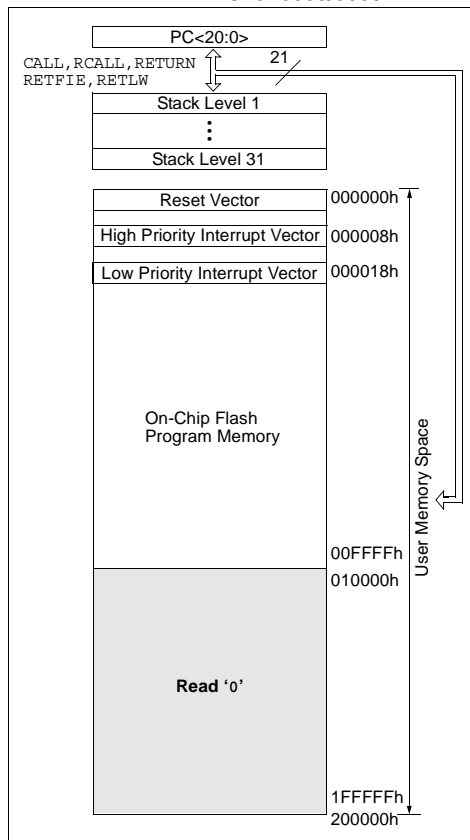 PC<20:0>
CALL,RCALL,RETURN
RETFIE,RETLW
21
Stack Level 1
Stack Level 31
Reset Vector
000000h
High Priority Interrupt Vector
000008h
Low Priority Interrupt Vector
000018h
On-Chip Flash
Program Memory
User Memory Space
00FFFFh
010000h
Read ‘0’
1FFFFFh
200000h